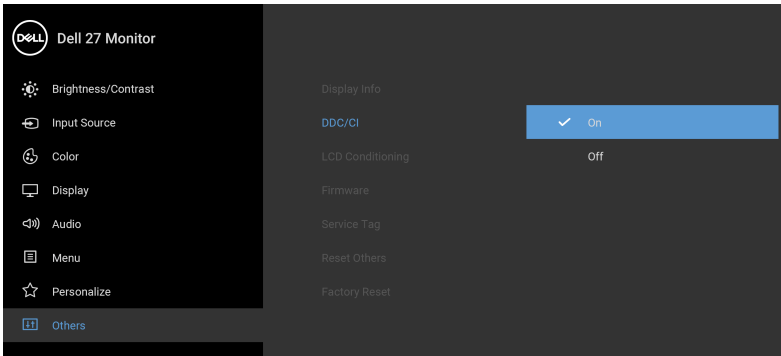 DELL
Dell 27 Monitor
Brightness/Contrast
Input Source
Color
Display
Audio
Menu
Personalize
Others
Display Info
DDC/CI
LCD Conditioning
Firmware
Service Tag
Reset Others
Factory Reset
On
Off